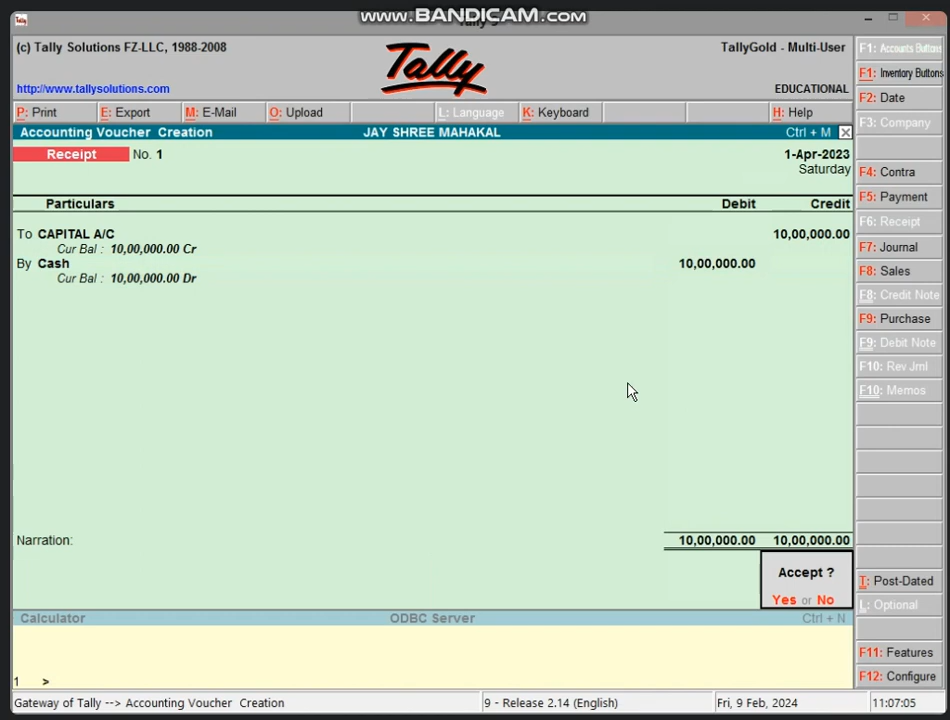 www.BANDICAM.com
(c) Tally Solutions FZ-LLC, 1988-2008
Tally
TallyGold - Multi-User
http://www.tallysolutions.com
EDUCATIONAL
P: Print E: Export M: E-Mail O: Upload L: Language K: Keyboard H: Help
Accounting Voucher Creation JAY SHREE MAHAKAL Ctrl + M
Receipt No. 1 1-Apr-2023
Saturday
Particulars Debit Credit
To CAPITAL A/C 10,00,000.00
Cur Bal : 10,00,000.00 Cr
By Cash 10,00,000.00
Cur Bal : 10,00,000.00 Dr
Narration: 10,00,000.00 10,00,000.00
Accept ?
Yes or No
Calculator ODBC Server Ctrl + N
1 >
Gateway of Tally --> Accounting Voucher Creation 9 - Release 2.14 (English) Fri, 9 Feb, 2024 11:07:05
F1: Accounts Button
F1: Inventory Buttons
F2: Date
F3: Company
F4: Contra
F5: Payment
F6: Receipt
F7: Journal
F8: Sales
F8: Credit Note
F9: Purchase
F9: Debit Note
F10: Rev Jrnl
F10: Memos
T: Post-Dated
L: Optional
F11: Features
F12: Configure